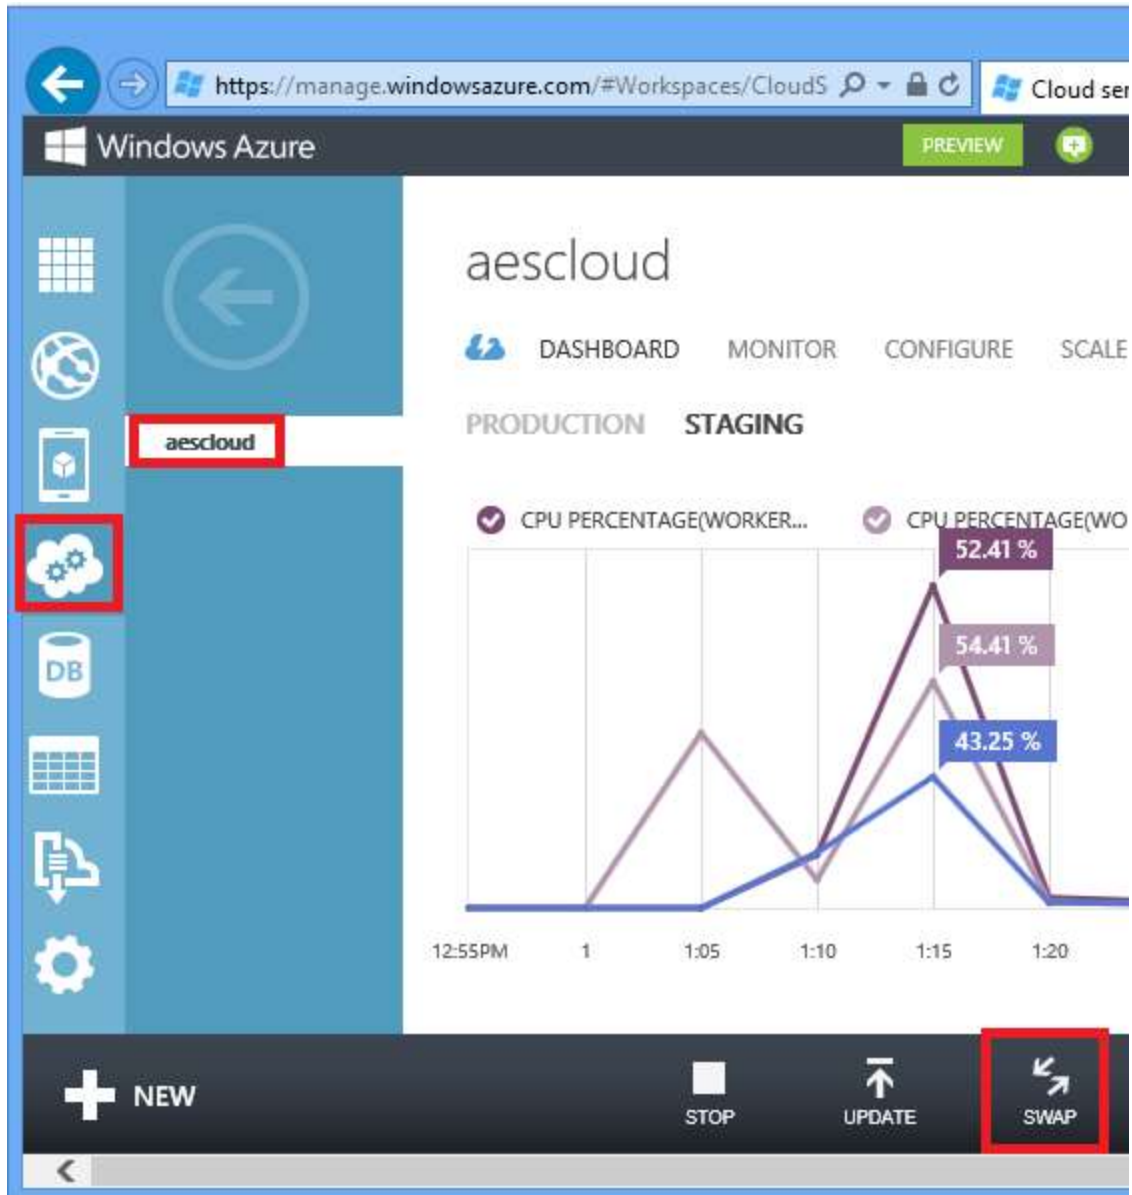 https://manage.windowsazure.com/#Workspaces/CloudS
Cloud ser
Windows Azure
PREVIEW
aescloud
DASHBOARD MONITOR CONFIGURE SCALE
PRODUCTION STAGING
aescloud
CPU PERCENTAGE(WORKER... CPU PERCENTAGE(WO
52.41 %
54.41 %
DB
43.25 %
12:55PM 1 1:05 1:10 1:15 1:20
NEW
STOP UPDATE SWAP